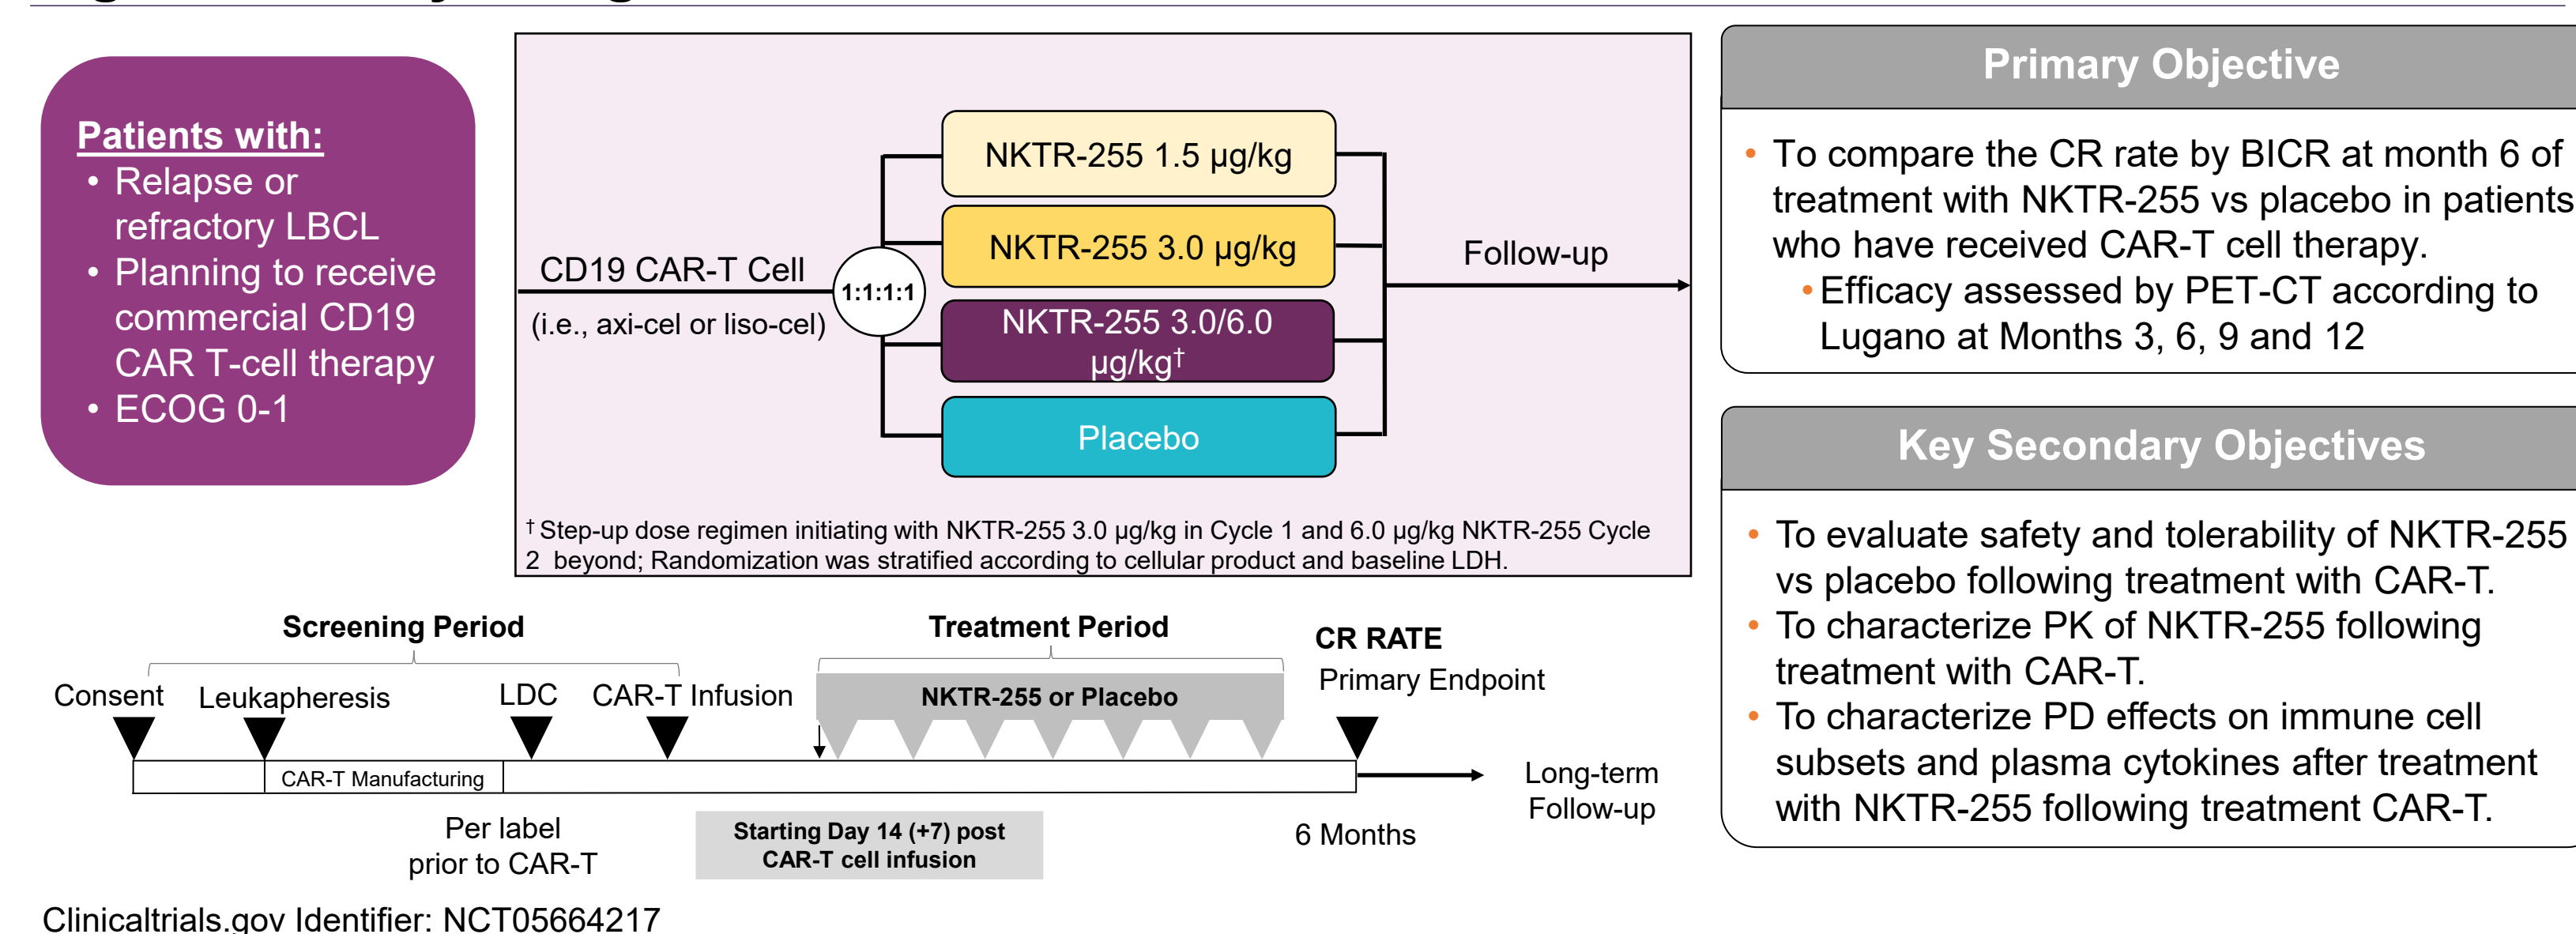 Patients with:
• Relapse or
refractory LBCL
• Planning to receive
commercial CD19
CAR T-cell therapy
• ECOG 0-1
CD19 CAR-T Cell
(i.e., axi-cel or liso-cel)
1:1:1:1
NKTR-255 1.5 µg/kg
NKTR-255 3.0 µg/kg
NKTR-255 3.0/6.0
µg/kg†
Placebo
Follow-up
† Step-up dose regimen initiating with NKTR-255 3.0 µg/kg in Cycle 1 and 6.0 µg/kg NKTR-255 Cycle
2 beyond; Randomization was stratified according to cellular product and baseline LDH.
Primary Objective
• To compare the CR rate by BICR at month 6 of
treatment with NKTR-255 vs placebo in patients
who have received CAR-T cell therapy.
• Efficacy assessed by PET-CT according to
Lugano at Months 3, 6, 9 and 12
Key Secondary Objectives
• To evaluate safety and tolerability of NKTR-255
vs placebo following treatment with CAR-T.
• To characterize PK of NKTR-255 following
treatment with CAR-T.
• To characterize PD effects on immune cell
subsets and plasma cytokines after treatment
with NKTR-255 following treatment CAR-T.
Screening Period
Treatment Period
CR RATE
Primary Endpoint
Consent
Leukapheresis
LDC
CAR-T Infusion
NKTR-255 or Placebo
CAR-T Manufacturing
Long-term
Follow-up
Per label
prior to CAR-T
Starting Day 14 (+7) post
CAR-T cell infusion
6 Months
Clinicaltrials.gov Identifier: NCT05664217